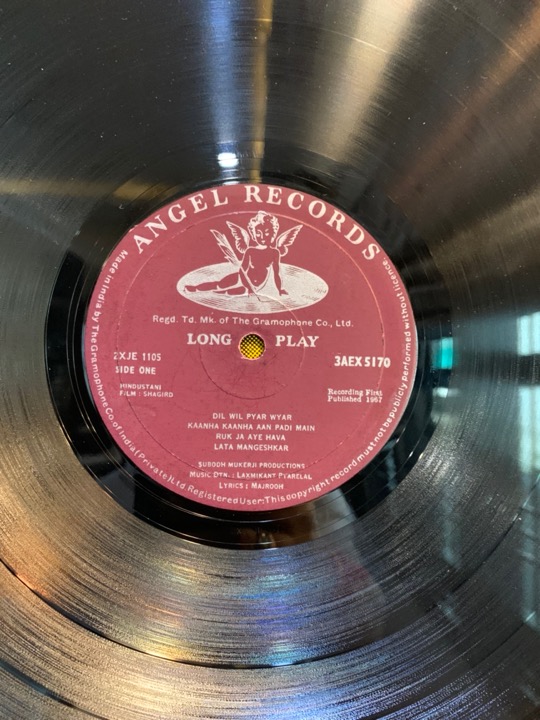 ANGEL RECORDS
Regd. Td. Mk. of The Gramophone Co., Ltd.
LONG PLAY
2XJE 1105
SIDE ONE
3AEX 5170
HINDUSTANI
FILM : SHAGIRD
Recording First
Published 1967
DIL WIL PYAR WYAR
KAANHA KAANHA AAN PADI MAIN
RUK JA AYE HAVA
LATA MANGESHKAR
SUBODH MUKERJI PRODUCTIONS
MUSIC DTN. : LAXMIKANT PYARELAL
LYRICS : MAJROOH
Made in India by The Gramophone Co. of India (Private) Ltd. Registered User: This copyright record must not be publicly performed without licence.